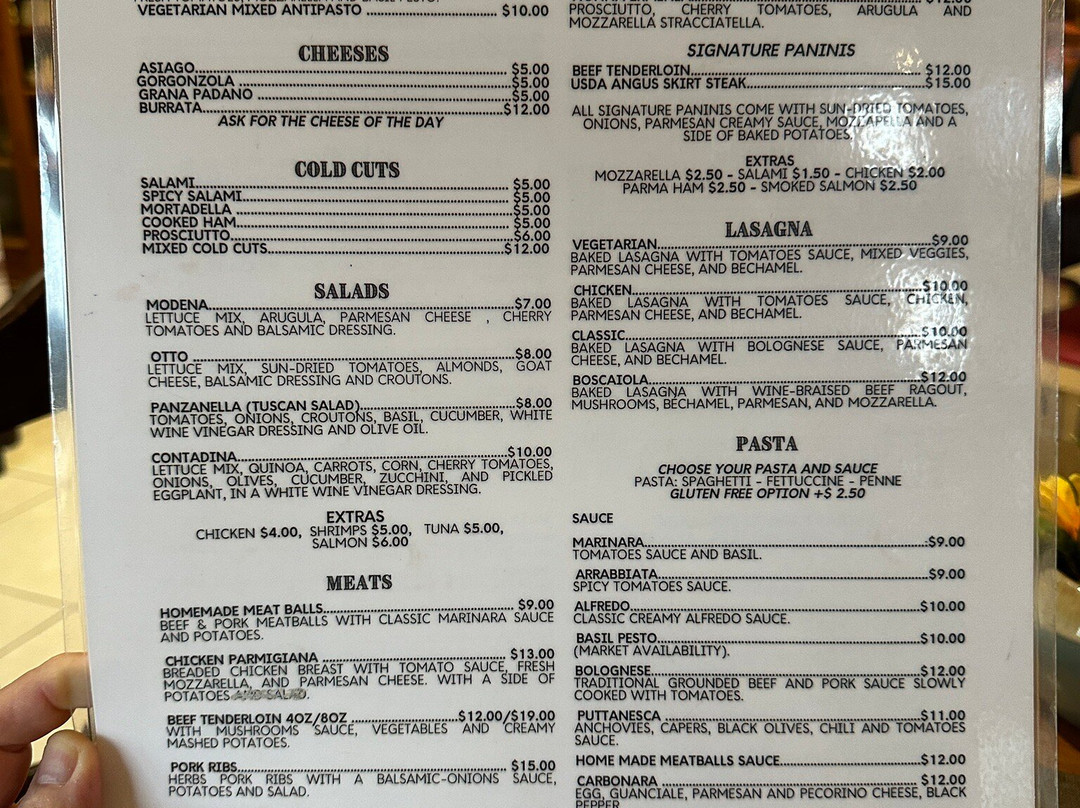 VEGETARIAN MIXED ANTIPASTO $10.00
CHEESES
ASIAGO $5.00
GORGONZOLA $5.00
GRANA PADANO $5.00
BURRATA $12.00
ASK FOR THE CHEESE OF THE DAY
COLD CUTS
SALAMI $5.00
SPICY SALAMI $5.00
MORTADELLA $5.00
COOKED HAM $5.00
PROSCIUTTO $6.00
MIXED COLD CUTS $12.00
SALADS
MODENA $7.00
LETTUCE MIX, ARUGULA, PARMESAN CHEESE , CHERRY
TOMATOES AND BALSAMIC DRESSING.
OTTO $8.00
LETTUCE MIX, SUN-DRIED TOMATOES, ALMONDS, GOAT
CHEESE, BALSAMIC DRESSING AND CROUTONS.
PANZANELLA (TUSCAN SALAD) $8.00
TOMATOES, ONIONS, CROUTONS, BASIL, CUCUMBER, WHITE
WINE VINEGAR DRESSING AND OLIVE OIL.
CONTADINA $10.00
LETTUCE MIX, QUINOA, CARROTS, CORN, CHERRY TOMATOES,
ONIONS, OLIVES, CUCUMBER, ZUCCHINI, AND PICKLED
EGGPLANT, IN A WHITE WINE VINEGAR DRESSING.
EXTRAS
CHICKEN $4.00, SHRIMPS $5.00, TUNA $5.00,
SALMON $6.00
MEATS
HOMEMADE MEAT BALLS $9.00
BEEF & PORK MEATBALLS WITH CLASSIC MARINARA SAUCE
AND POTATOES.
CHICKEN PARMIGIANA $13.00
BREADED CHICKEN BREAST WITH TOMATO SAUCE, FRESH
MOZZARELLA, AND PARMESAN CHEESE. WITH A SIDE OF
POTATOES AND SALAD.
BEEF TENDERLOIN 4OZ/8OZ $12.00/$19.00
WITH MUSHROOMS SAUCE, VEGETABLES AND CREAMY
MASHED POTATOES.
PORK RIBS $15.00
HERBS PORK RIBS WITH A BALSAMIC-ONIONS SAUCE,
POTATOES AND SALAD.
PROSCIUTTO, CHERRY TOMATOES, ARUGULA AND
MOZZARELLA STRACCIATELLA.
SIGNATURE PANINIS
BEEF TENDERLOIN $12.00
USDA ANGUS SKIRT STEAK $15.00
ALL SIGNATURE PANINIS COME WITH SUN-DRIED TOMATOES,
ONIONS, PARMESAN CREAMY SAUCE, MOZZARELLA AND A
SIDE OF BAKED POTATOES.
EXTRAS
MOZZARELLA $2.50 - SALAMI $1.50 - CHICKEN $2.00
PARMA HAM $2.50 - SMOKED SALMON $2.50
LASAGNA
VEGETARIAN $9.00
BAKED LASAGNA WITH TOMATOES SAUCE, MIXED VEGGIES,
PARMESAN CHEESE, AND BECHAMEL.
CHICKEN $10.00
BAKED LASAGNA WITH TOMATOES SAUCE, CHICKEN,
PARMESAN CHEESE, AND BECHAMEL.
CLASSIC $10.00
BAKED LASAGNA WITH BOLOGNESE SAUCE, PARMESAN
CHEESE, AND BECHAMEL.
BOSCAIOLA $12.00
BAKED LASAGNA WITH WINE-BRAISED BEEF RAGOUT,
MUSHROOMS, BECHAMEL, PARMESAN, AND MOZZARELLA.
PASTA
CHOOSE YOUR PASTA AND SAUCE
PASTA: SPAGHETTI - FETTUCCINE - PENNE
GLUTEN FREE OPTION +$ 2.50
SAUCE
MARINARA $9.00
TOMATOES SAUCE AND BASIL.
ARRABBIATA $9.00
SPICY TOMATOES SAUCE.
ALFREDO $10.00
CLASSIC CREAMY ALFREDO SAUCE.
BASIL PESTO $10.00
(MARKET AVAILABILITY).
BOLOGNESE $12.00
TRADITIONAL GROUNDED BEEF AND PORK SAUCE SLOWLY
COOKED WITH TOMATOES.
PUTTANESCA $11.00
ANCHOVIES, CAPERS, BLACK OLIVES, CHILI AND TOMATOES
SAUCE.
HOME MADE MEATBALLS SAUCE $12.00
CARBONARA $12.00
EGG, GUANCIALE, PARMESAN AND PECORINO CHEESE, BLACK
PEPPER